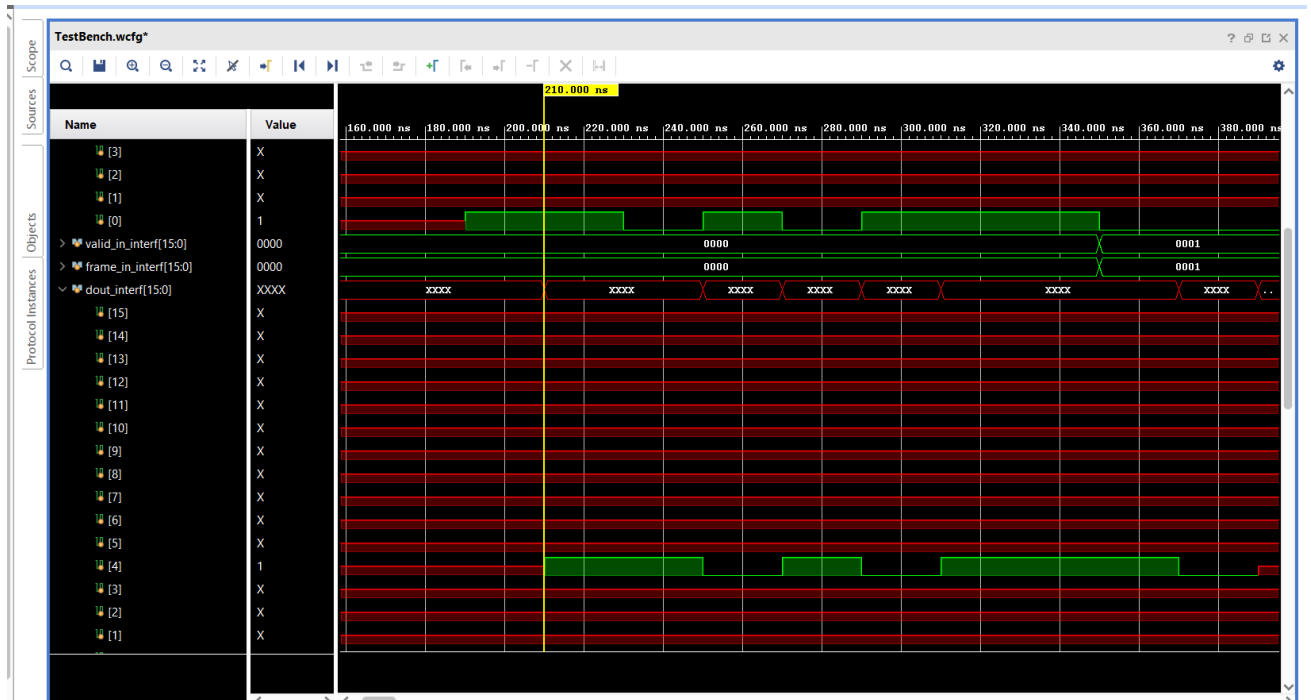 TestBench.wcfg*
?
Scope
Sources
Objects
Protocol Instances
210.000 ns
Name Value
160.000 ns 180.000 ns 200.000 ns 220.000 ns 240.000 ns 260.000 ns 280.000 ns 300.000 ns 320.000 ns 340.000 ns 360.000 ns 380.000 ns
[3] X
[2] X
[1] X
[0] 1
valid_in_interf[15:0] 0000 0000 0001
frame_in_interf[15:0] 0000 0000 0001
dout_interf[15:0] XXXX XXXX XXXX XXXX XXXX XXXX XXXX XXXX ..
[15] X
[14] X
[13] X
[12] X
[11] X
[10] X
[9] X
[8] X
[7] X
[6] X
[5] X
[4] 1
[3] X
[2] X
[1] X